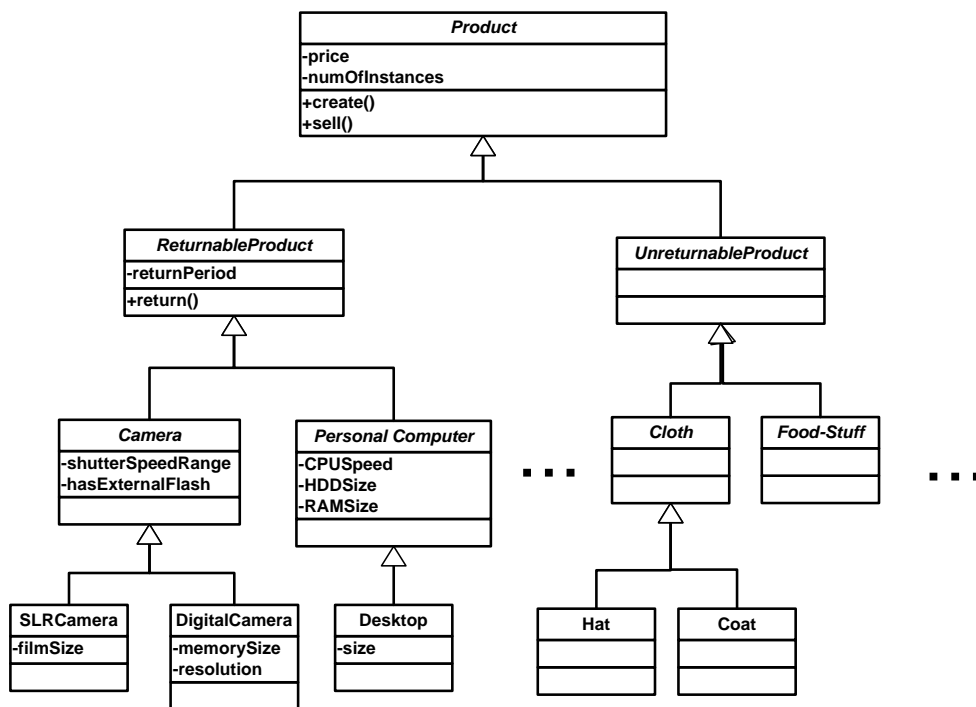 Product
-price
-numOfInstances
+create()
+sell()
ReturnableProduct
-returnPeriod
+return()
UnreturnableProduct
Camera
-shutterSpeedRange
-hasExternalFlash
Personal Computer
-CPUSpeed
-HDDSize
-RAMSize
Cloth
Food-Stuff
SLRCamera
-filmSize
DigitalCamera
-memorySize
-resolution
Desktop
-size
Hat
Coat